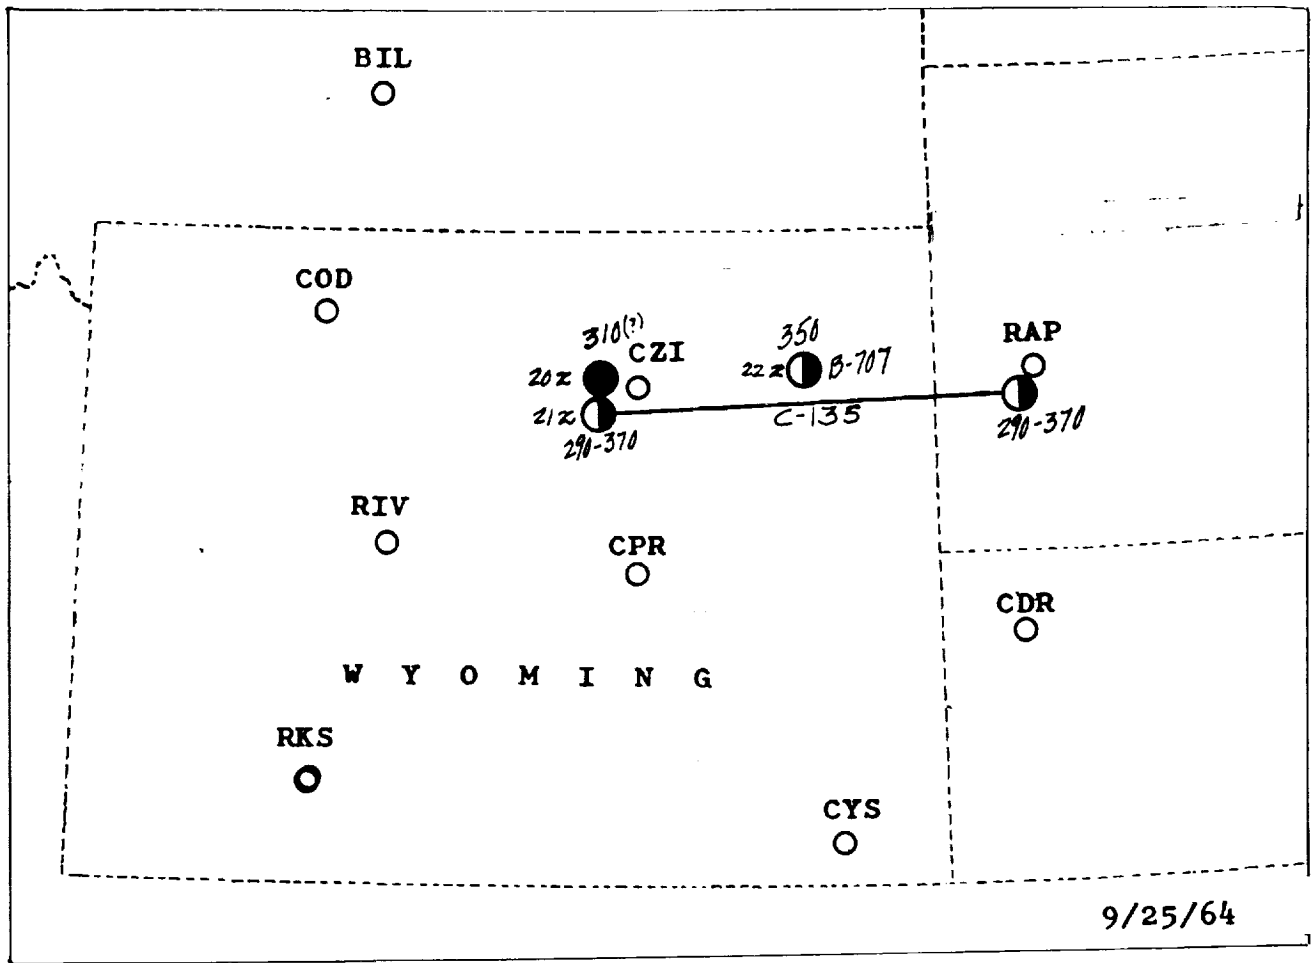 BIL
COD
310(?)
CZI
350
RAP
20z
22z
B-707
21z
C-135
290-370
290-370
RIV
CPR
CDR
W Y O M I N G
RKS
CYS
9/25/64